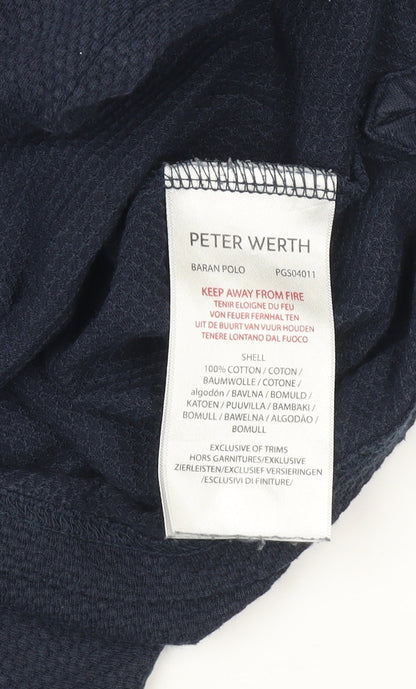 PETER WERTH
BARAN POLO PGS04011
KEEP AWAY FROM FIRE
TENIR ELOIGNE DU FEU
VON FEUER FERNHAL TEN
UIT DE BUURT VAN VUUR HOUDEN
TENERE LONTANO DAL FUOCO
SHELL
100% COTTON / COTON /
BAUMWOLLE / COTONE /
algodón / BAVLNA / BOMULD /
KATOEN / PUUVILLA / BAMBAKI /
BOMULL / BAWELNA / ALGODÃO /
BOMULL
EXCLUSIVE OF TRIMS
HORS GARNITURES/EXKLUSIVE
ZIERLEISTEN/EXCLUSIEF VERSIERINGEN
/ESCLUSIVI DI FINITURE/